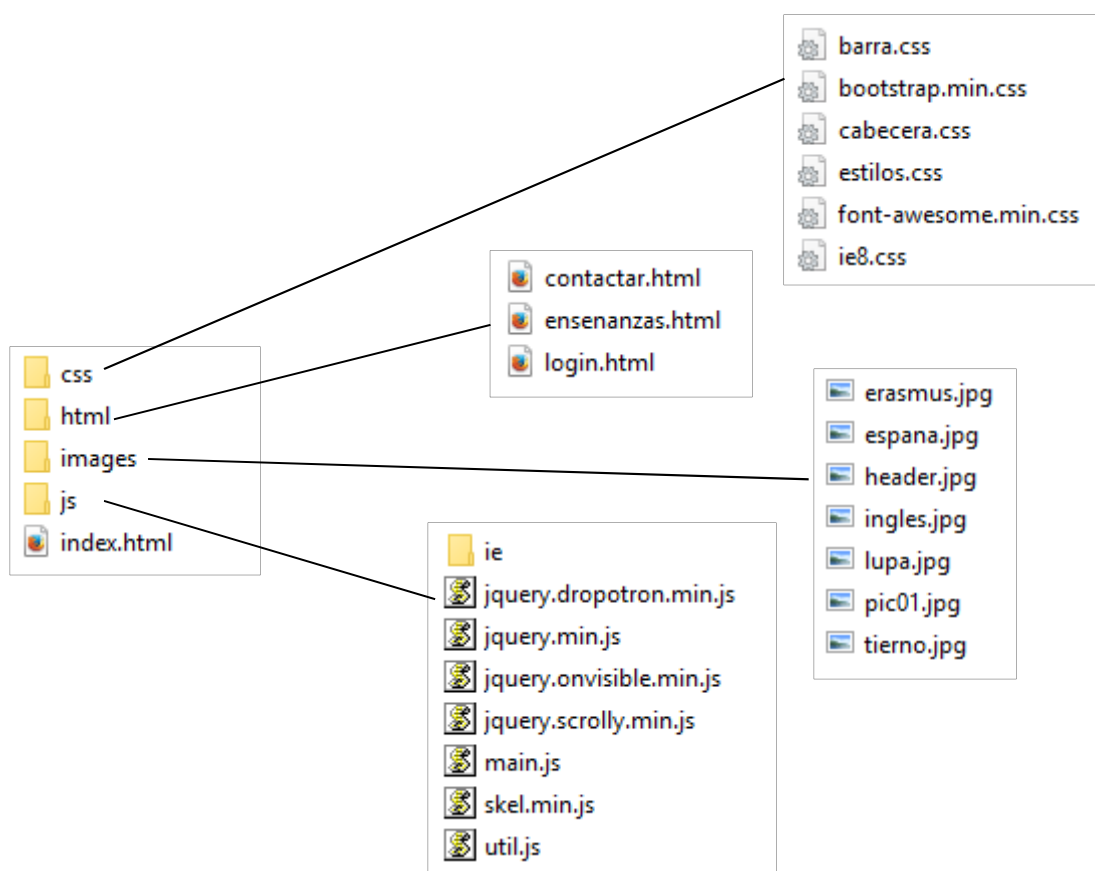 css
html
images
js
index.html
barra.css
bootstrap.min.css
cabecera.css
estilos.css
font-awesome.min.css
ie8.css
contactar.html
ensenanzas.html
login.html
erasmus.jpg
espana.jpg
header.jpg
ingles.jpg
lupa.jpg
pic01.jpg
tierno.jpg
ie
jquery.dropotron.min.js
jquery.min.js
jquery.onvisible.min.js
jquery.scrolly.min.js
main.js
skel.min.js
util.js